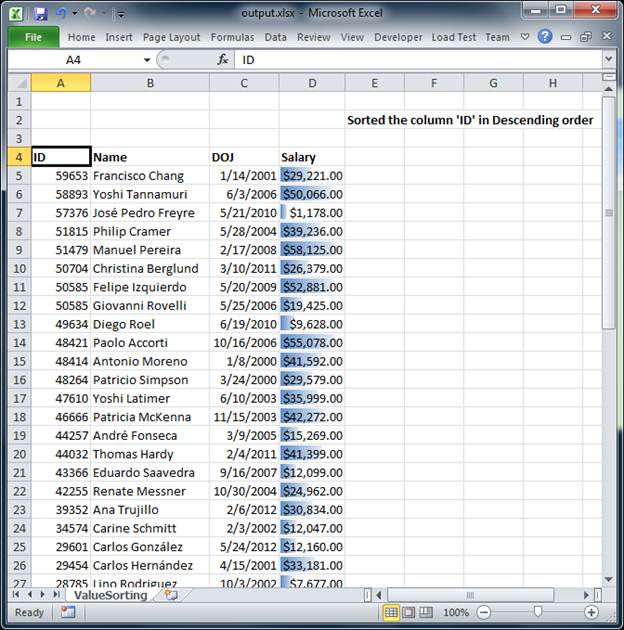 output.xlsx - Microsoft Excel
File Home Insert Page Layout Formulas Data Review View Developer Load Test Team
A4 fx ID
A B C D E F G H
1
2 Sorted the column 'ID' in Descending order
3
4 ID Name DOJ Salary
5 59653 Francisco Chang 1/14/2001 $29,221.00
6 58893 Yoshi Tannamuri 6/3/2006 $50,066.00
7 57376 José Pedro Freyre 5/21/2010 $1,178.00
8 51815 Philip Cramer 5/28/2004 $39,236.00
9 51479 Manuel Pereira 2/17/2008 $58,125.00
10 50704 Christina Berglund 3/10/2011 $26,379.00
11 50585 Felipe Izquierdo 5/20/2009 $52,881.00
12 50585 Giovanni Rovelli 5/25/2006 $19,425.00
13 49634 Diego Roel 6/19/2010 $9,628.00
14 48421 Paolo Accorti 10/16/2006 $55,078.00
15 48414 Antonio Moreno 1/8/2000 $41,592.00
16 48264 Patricio Simpson 3/24/2000 $29,579.00
17 47610 Yoshi Latimer 6/10/2003 $35,999.00
18 46666 Patricia McKenna 11/15/2003 $42,272.00
19 44257 André Fonseca 3/9/2005 $15,269.00
20 44032 Thomas Hardy 2/4/2011 $41,399.00
21 43366 Eduardo Saavedra 9/16/2007 $12,099.00
22 42255 Renate Messner 10/30/2004 $24,962.00
23 39352 Ana Trujillo 2/6/2012 $30,834.00
24 34574 Carine Schmitt 2/3/2002 $12,047.00
25 29601 Carlos González 5/24/2012 $12,160.00
26 29454 Carlos Hernández 4/15/2001 $33,181.00
27 28785 Lino Rodriguez 10/3/2002 $7,677.00
ValueSorting
Ready 100%